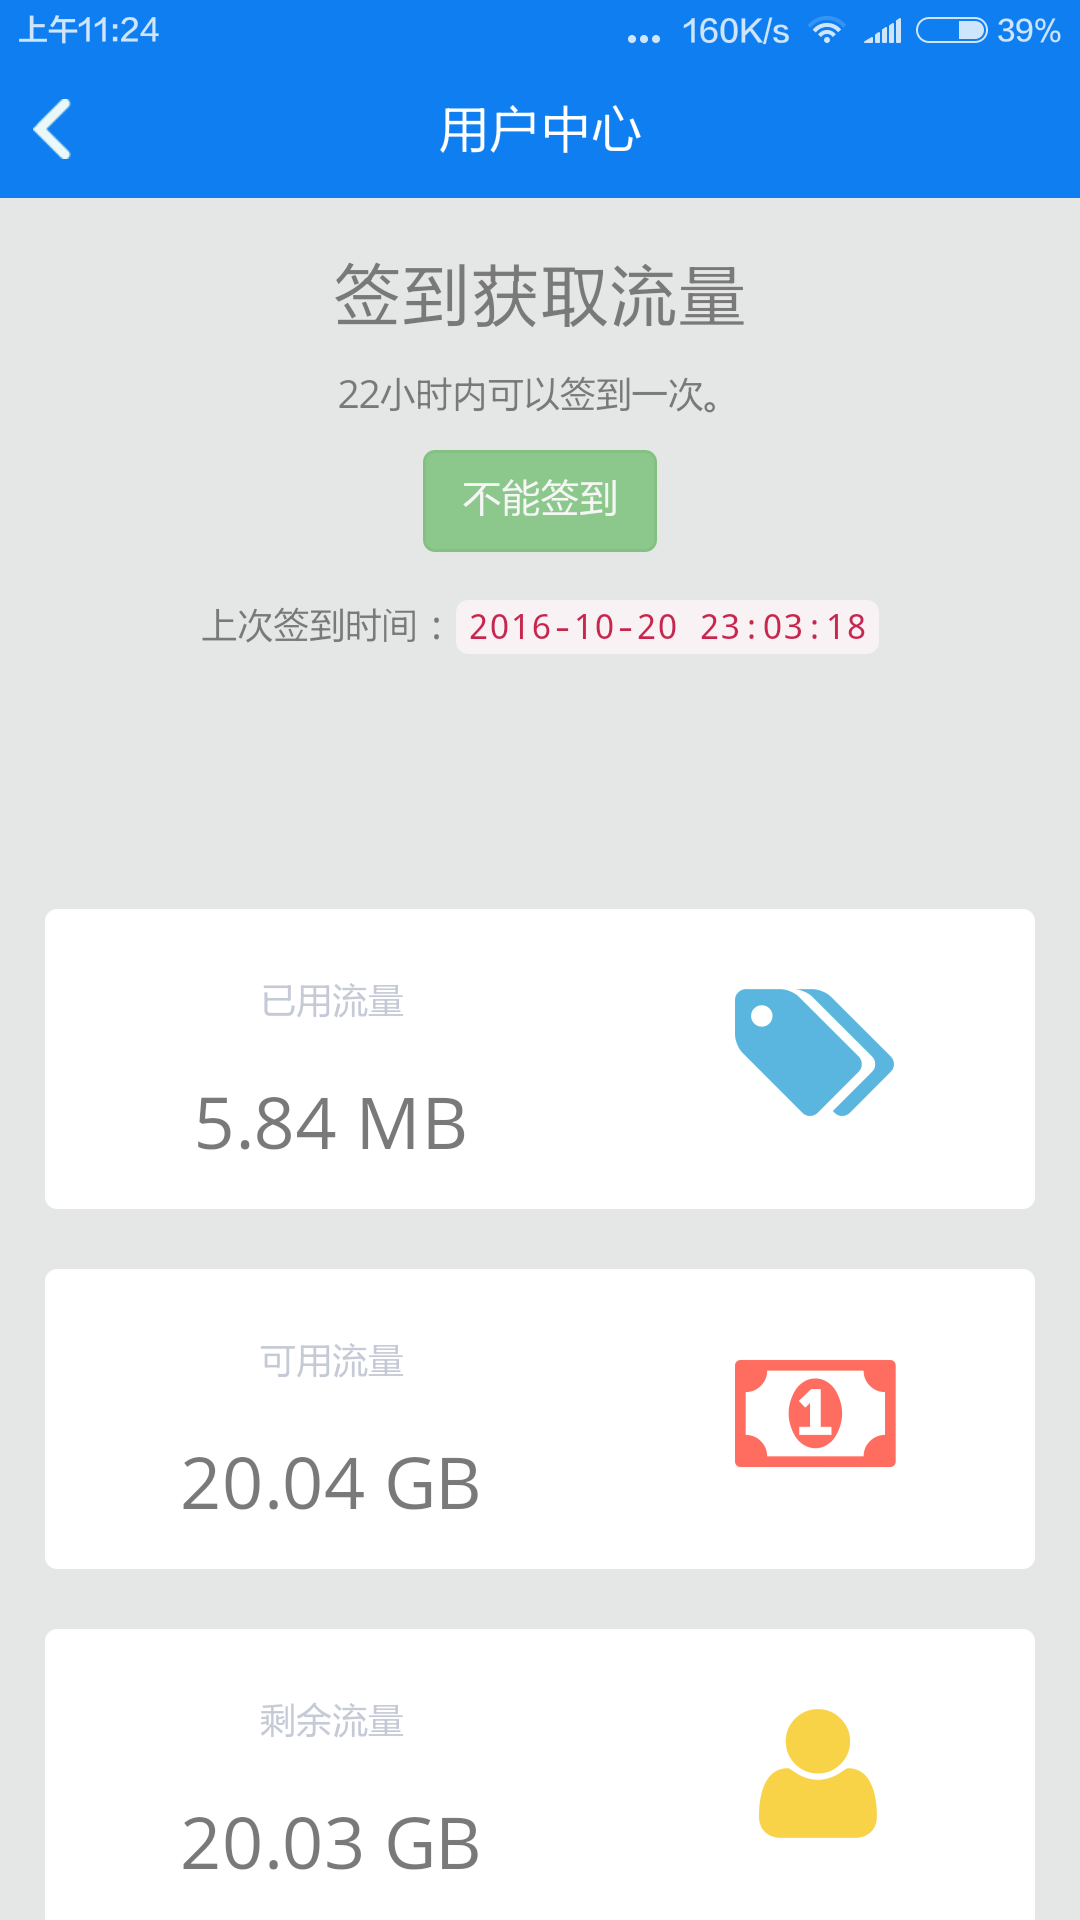 上午11:24
... 160K/s 39%
用户中心
签到获取流量
22小时内可以签到一次。
不能签到
上次签到时间：2016-10-20 23:03:18
已用流量
5.84 MB
可用流量
1
20.04 GB
剩余流量
20.03 GB